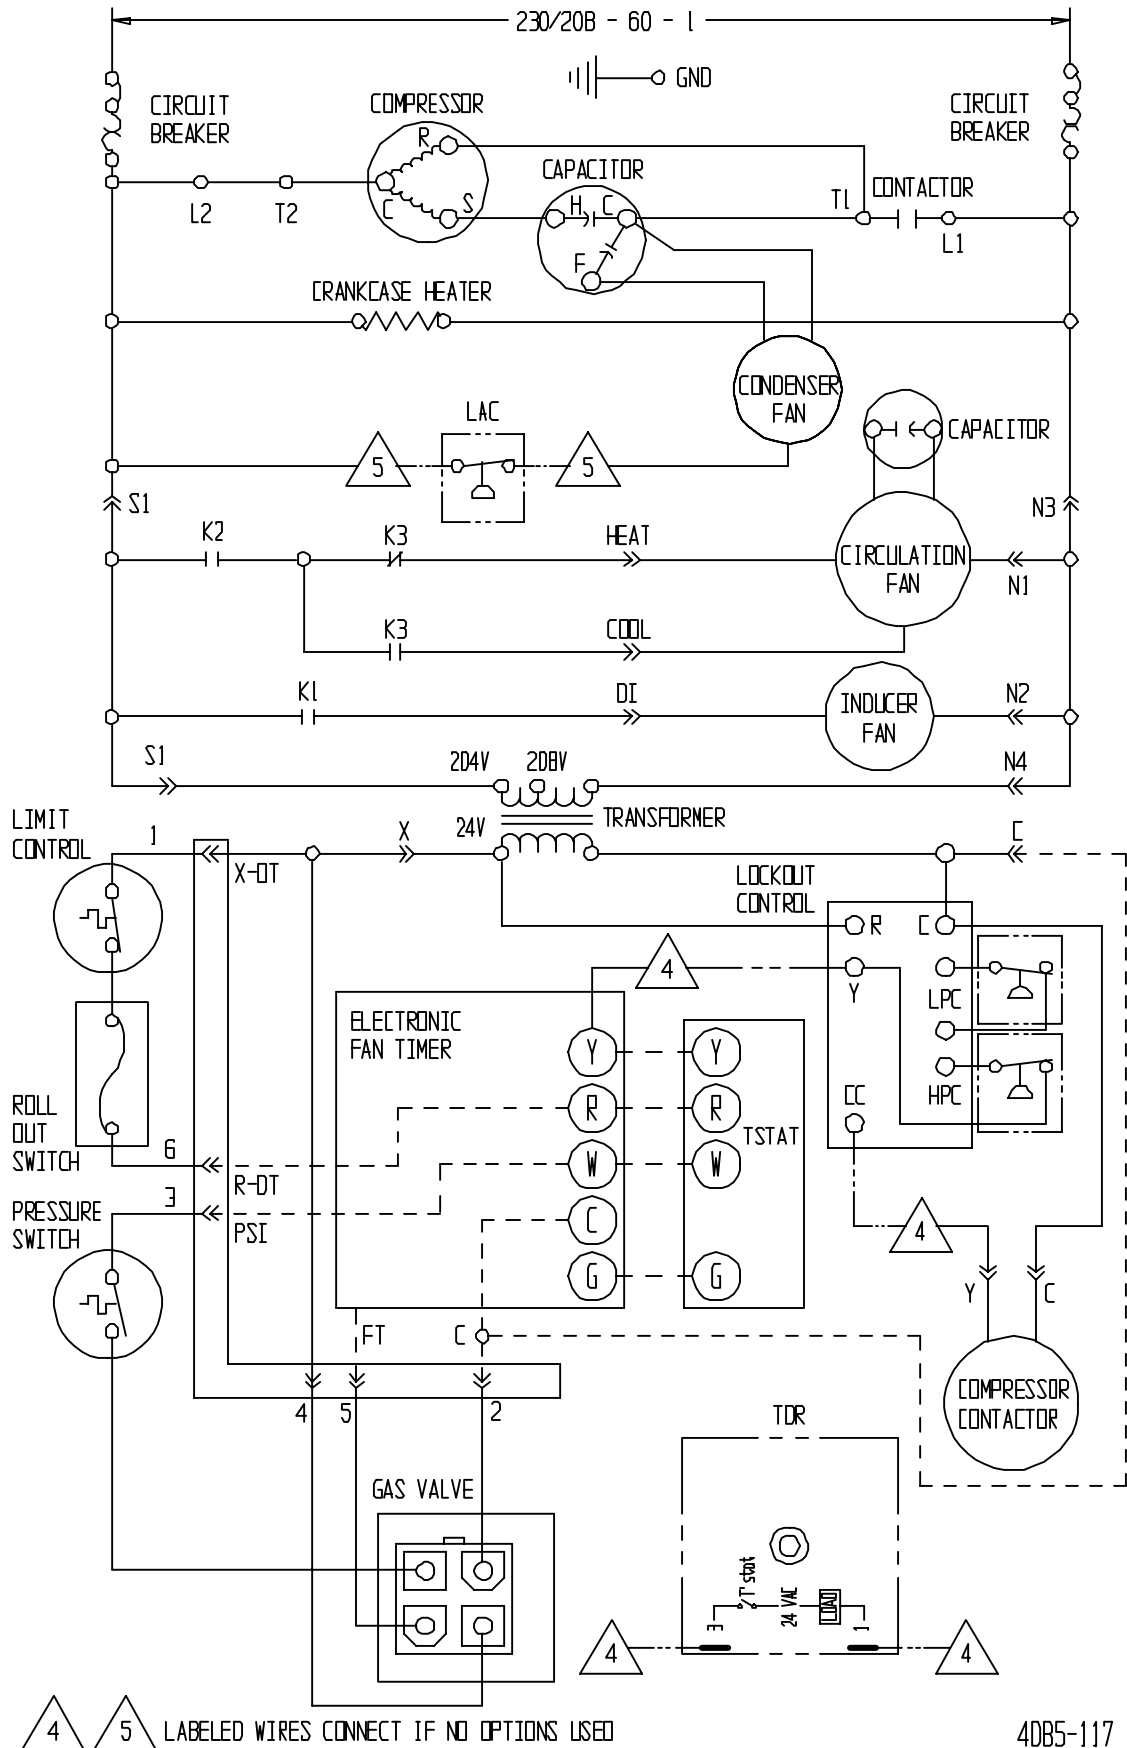 230/208 - 60 - 1
GND
CIRCUIT
BREAKER
COMPRESSOR
R
C
S
CAPACITOR
H C
F
CIRCUIT
BREAKER
L2
T2
T1
CONTACTOR
L1
CRANKCASE HEATER
CONDENSER
FAN
LAC
5
5
CAPACITOR
S1
N3
K2
K3
HEAT
CIRCULATION
FAN
N1
K3
COOL
K1
DI
INDUCER
FAN
N2
S1
204V
208V
N4
TRANSFORMER
24V
LIMIT
CONTROL
1
X
C
X-OT
LOCKOUT
CONTROL
R
C
4
Y
LPC
ELECTRONIC
FAN TIMER
Y
Y
CC
HPC
R
R
TSTAT
ROLL
OUT
SWITCH
6
R-OT
W
W
3
PSI
PRESSURE
SWITCH
C
4
G
G
Y
C
FT
C
COMPRESSOR
CONTACTOR
4
5
2
TDR
GAS VALVE
T'stat
24 VAC
LOAD
3
1
4
4
4
5
LABELED WIRES CONNECT IF NO OPTIONS USED
4085-117